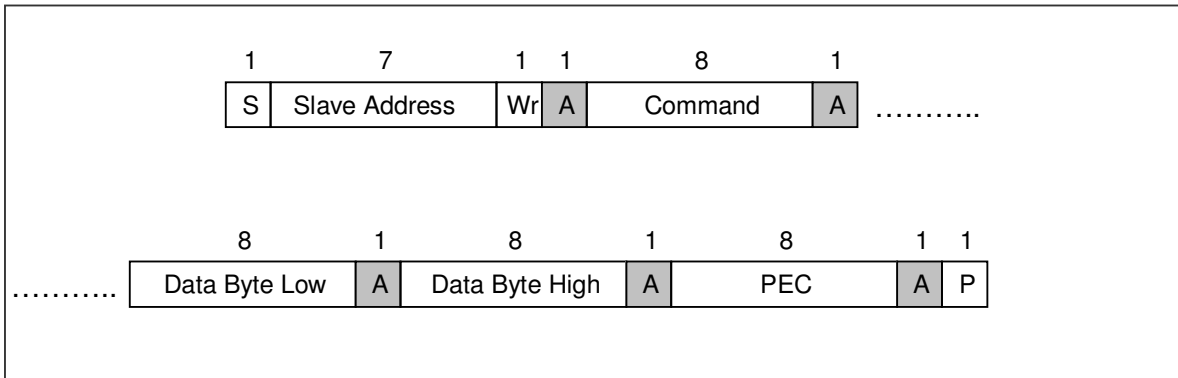 1 7 1 1 8 1
S Slave Address Wr A Command A ...........
8 1 8 1 8 1 1
........... Data Byte Low A Data Byte High A PEC A P